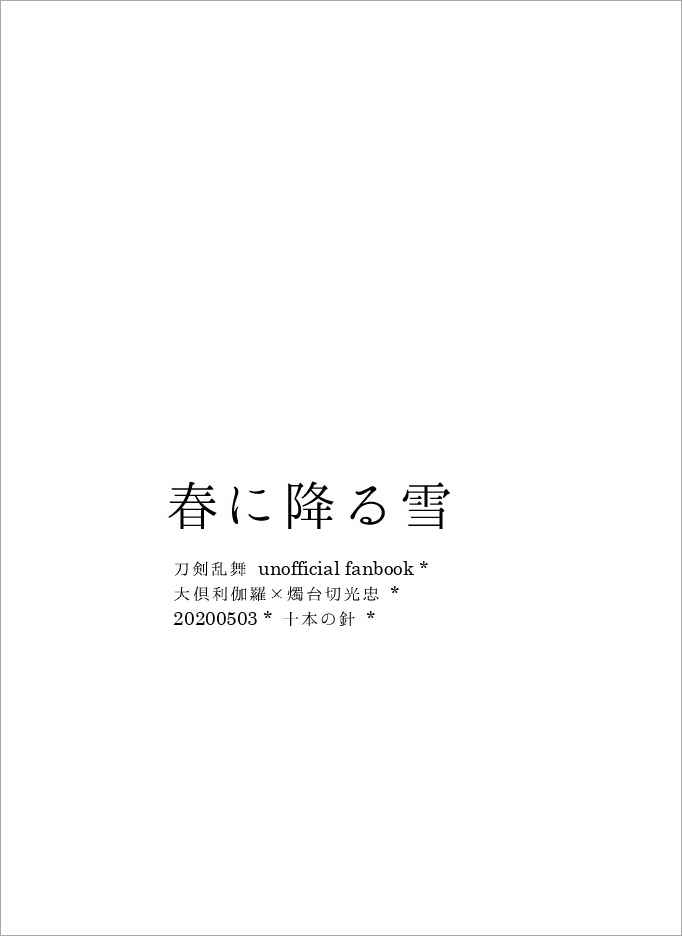 春に降る雪
刀剣乱舞 unofficial fanbook *
大倶利伽羅×燭台切光忠 *
20200503 * 十本の針 *